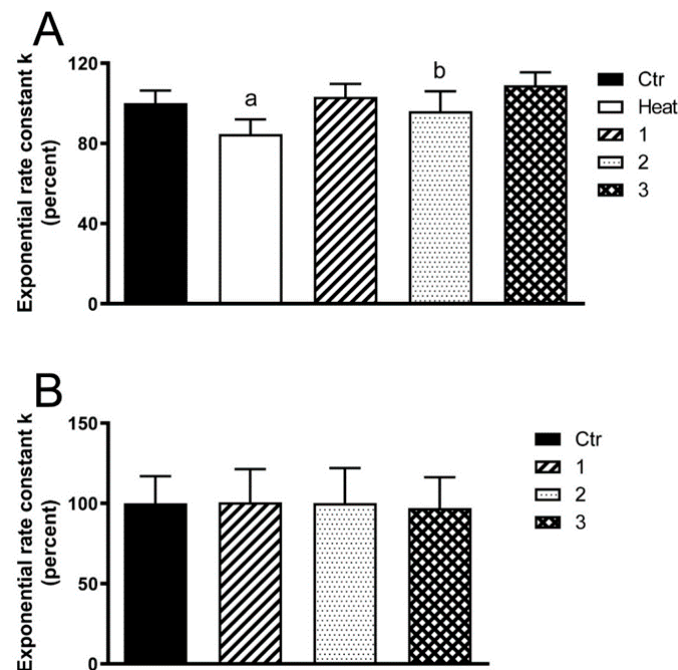 A
Exponential rate constant k
(percent)
120
80
40
0
a
b
Ctr
Heat
1
2
3
B
Exponential rate constant k
(percent)
150
100
50
0
Ctr
1
2
3